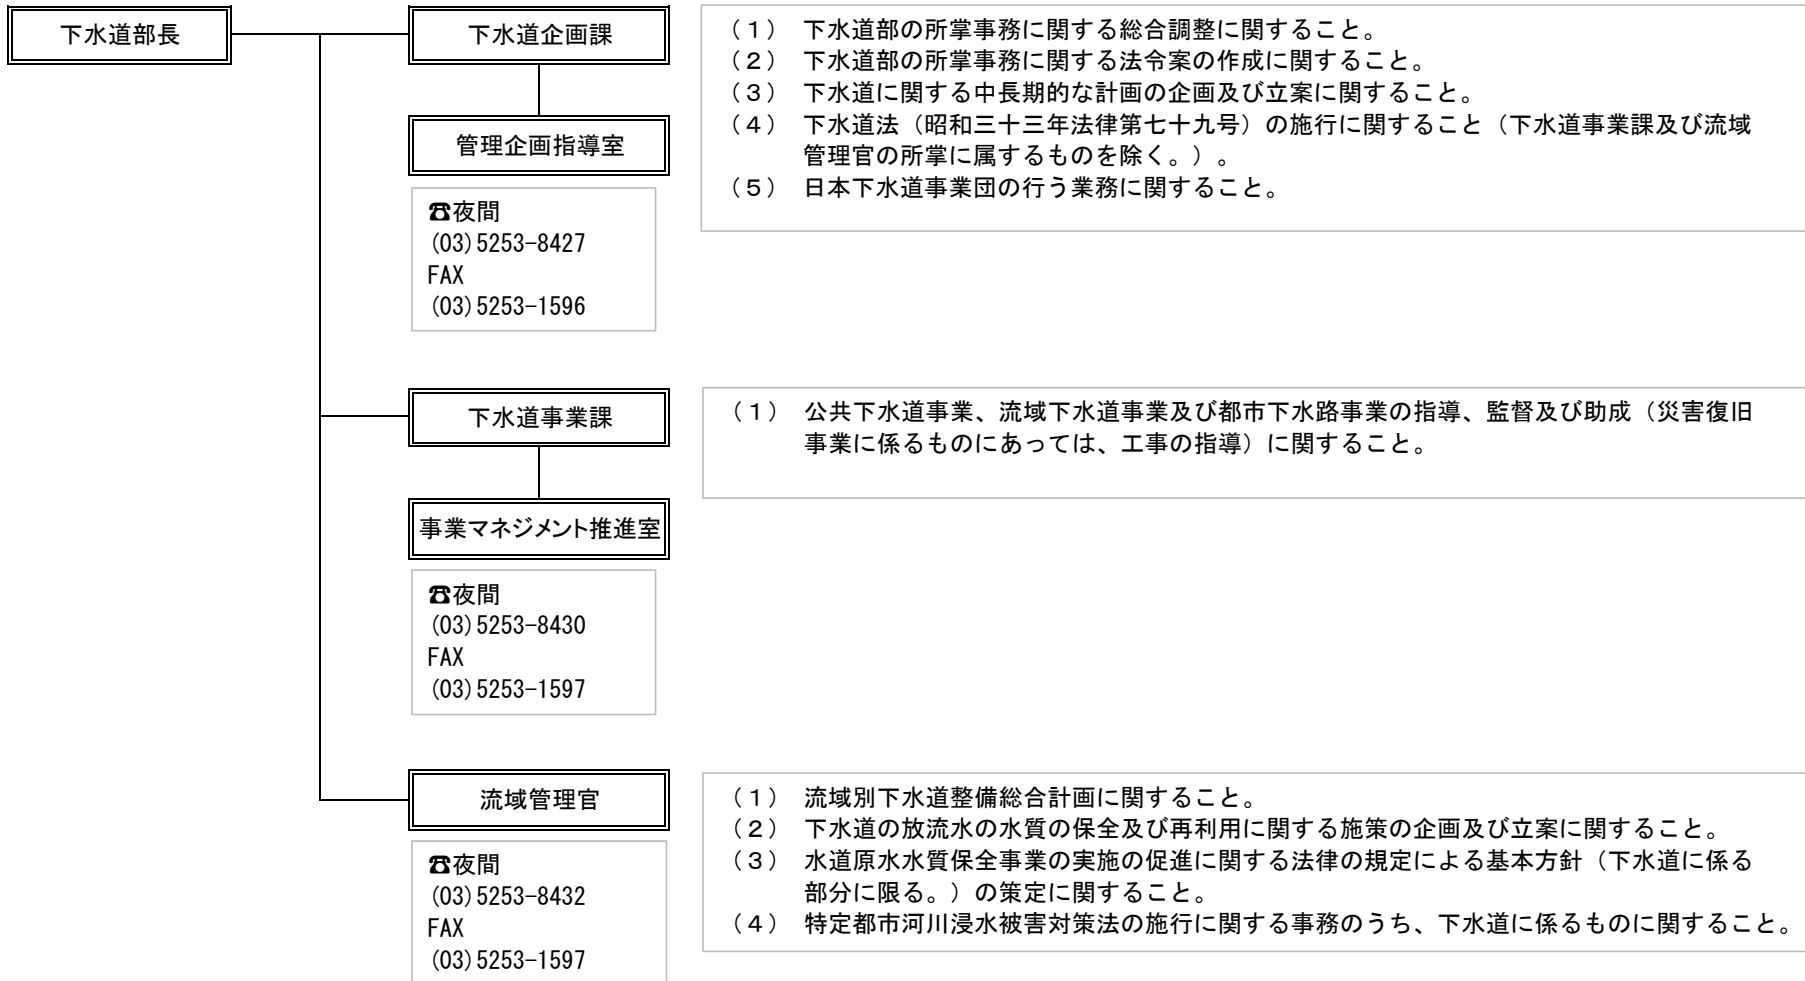 下水道部長
下水道企画課
管理企画指導室
☎夜間
(03)5253-8427
FAX
(03)5253-1596
（１） 下水道部の所掌事務に関する総合調整に関すること。
（２） 下水道部の所掌事務に関する法令案の作成に関すること。
（３） 下水道に関する中長期的な計画の企画及び立案に関すること。
（４） 下水道法（昭和三十三年法律第七十九号）の施行に関すること（下水道事業課及び流域
管理官の所掌に属するものを除く。）。
（５） 日本下水道事業団の行う業務に関すること。
下水道事業課
事業マネジメント推進室
☎夜間
(03)5253-8430
FAX
(03)5253-1597
（１） 公共下水道事業、流域下水道事業及び都市下水路事業の指導、監督及び助成（災害復旧
事業に係るものにあっては、工事の指導）に関すること。
流域管理官
☎夜間
(03)5253-8432
FAX
(03)5253-1597
（１） 流域別下水道整備総合計画に関すること。
（２） 下水道の放流水の水質の保全及び再利用に関する施策の企画及び立案に関すること。
（３） 水道原水水質保全事業の実施の促進に関する法律の規定による基本方針（下水道に係る
部分に限る。）の策定に関すること。
（４） 特定都市河川浸水被害対策法の施行に関する事務のうち、下水道に係るものに関すること。